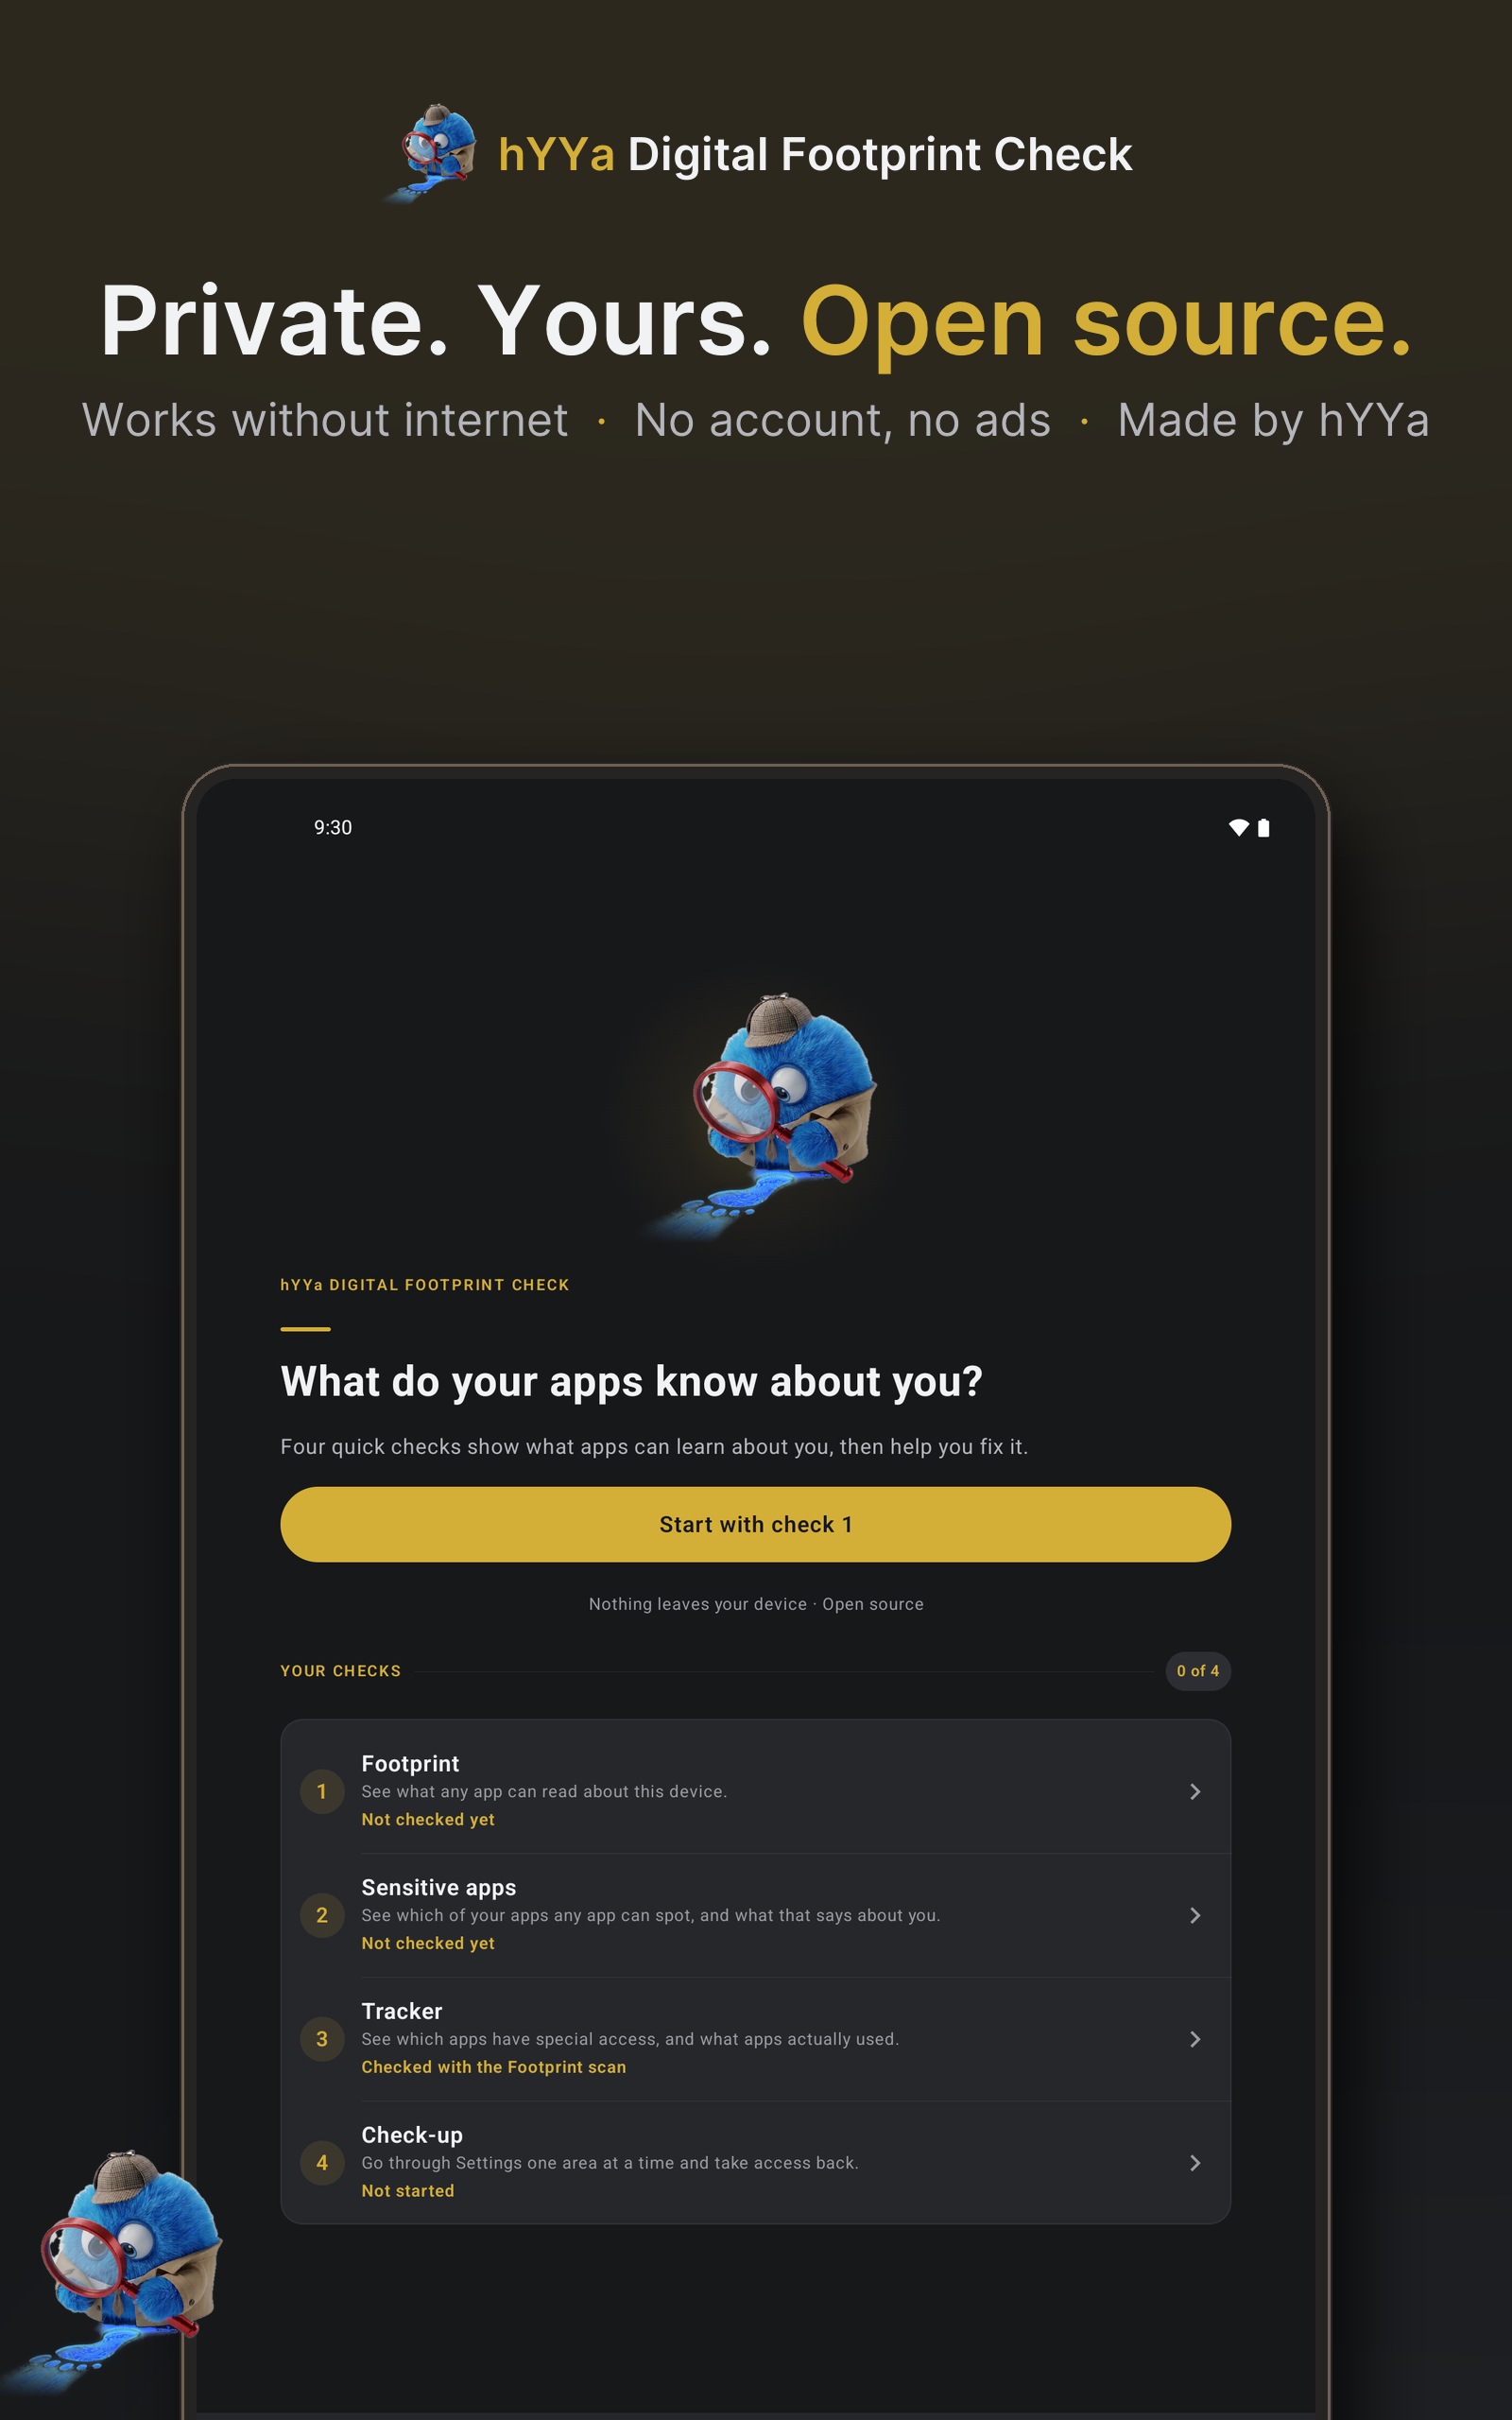 hYYa Digital Footprint Check
Private. Yours. Open source.
Works without internet · No account, no ads · Made by hYYa
9:30
hYYa DIGITAL FOOTPRINT CHECK
What do your apps know about you?
Four quick checks show what apps can learn about you, then help you fix it.
Start with check 1
Nothing leaves your device · Open source
YOUR CHECKS 0 of 4
1
Footprint
See what any app can read about this device.
Not checked yet
2
Sensitive apps
See which of your apps any app can spot, and what that says about you.
Not checked yet
3
Tracker
See which apps have special access, and what apps actually used.
Checked with the Footprint scan
4
Check-up
Go through Settings one area at a time and take access back.
Not started